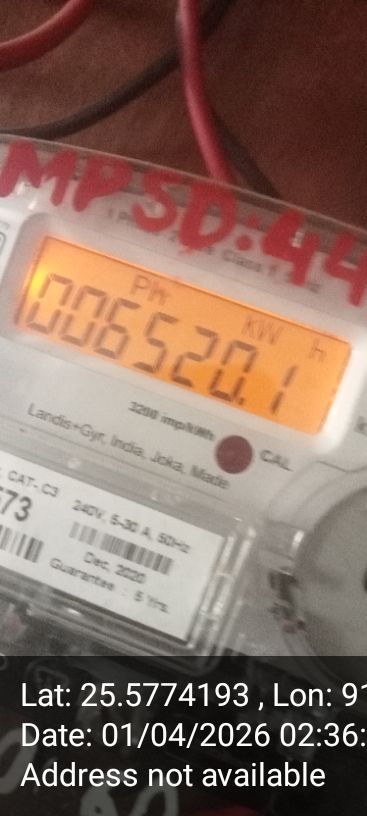 MPSD:44
Ph kW h
006520.1
3200 imp/kWh
CAL
Landis+Gyr, India, Joka, Made
CAT- C3
573
240V, 5-30 A, 50Hz
Dec. 2020
Guarantee : 5 Yrs.
Lat: 25.5774193 , Lon: 91
Date: 01/04/2026 02:36:
Address not available